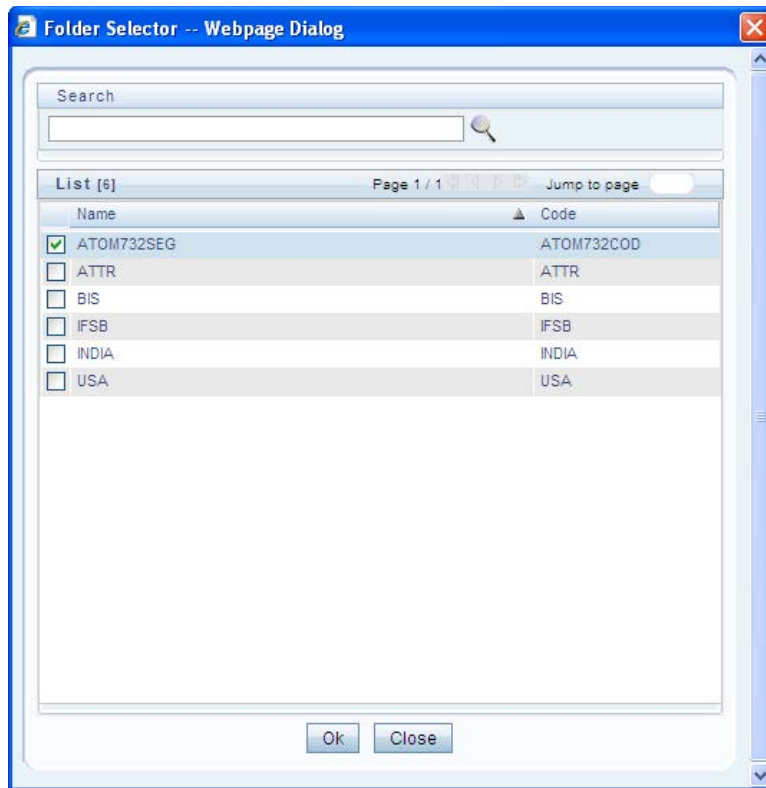 Folder Selector -- Webpage Dialog
Search
List [6] Page 1 / 1 Jump to page
Name Code
ATOM732SEG ATOM732COD
ATTR ATTR
BIS BIS
IFSB IFSB
INDIA INDIA
USA USA
Ok Close